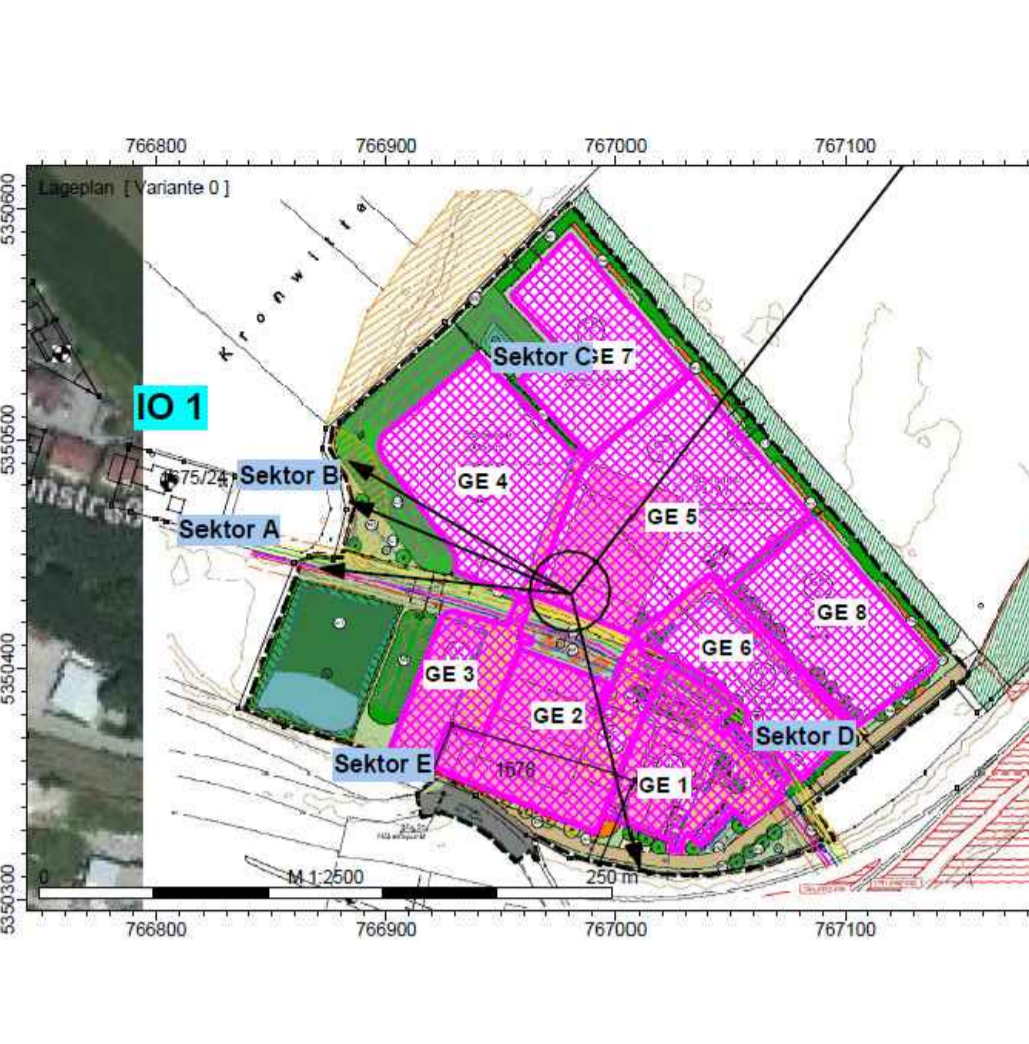 766800 766900 767000 767100
Lageplan [ Variante 0 ]
5350600
Kronwitte
Sektor C
GE 7
IO 1
5350500
Sektor B
GE 4
Sektor A
GE 5
GE 8
GE 6
5350400
GE 3
GE 2
Sektor D
Sektor E
1576
GE 1
0 M 1:2500 250 m
5350300
766800 766900 767000 767100